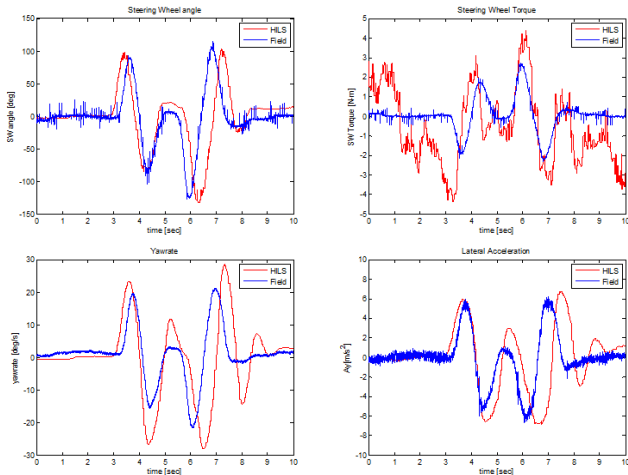 Steering Wheel angle
SW angle [deg]
150
100
50
0
-50
-100
-150
0 1 2 3 4 5 6 7 8 9 10
time [sec]
HILS
Field
Steering Wheel Torque
SW Torque [N·m]
5
4
3
2
1
0
-1
-2
-3
-4
-5
0 1 2 3 4 5 6 7 8 9 10
time [sec]
HILS
Field
Yawrate
yawrate [deg/s]
30
20
10
0
-10
-20
-30
0 1 2 3 4 5 6 7 8 9 10
time [sec]
HILS
Field
Lateral Acceleration
Ay[m/s²]
10
8
6
4
2
0
-2
-4
-6
-8
-10
0 1 2 3 4 5 6 7 8 9 10
time [sec]
HILS
Field